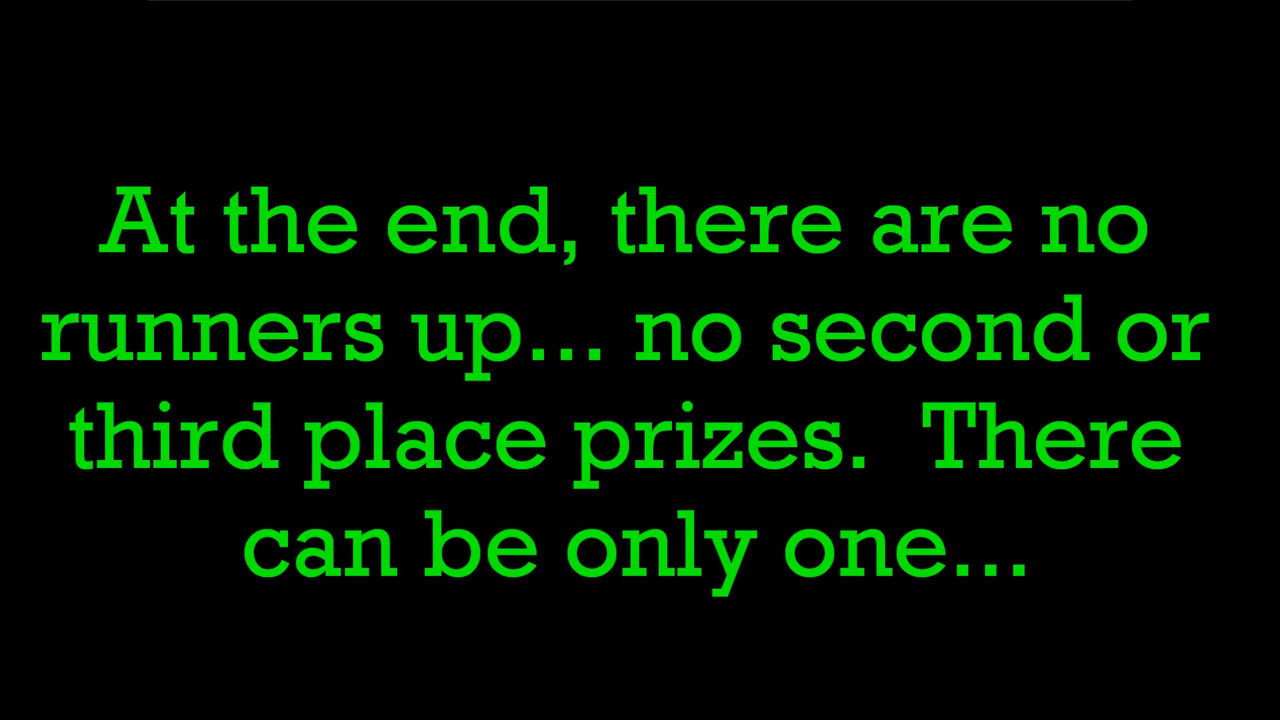 At the end, there are no
runners up... no second or
third place prizes.  There
can be only one...